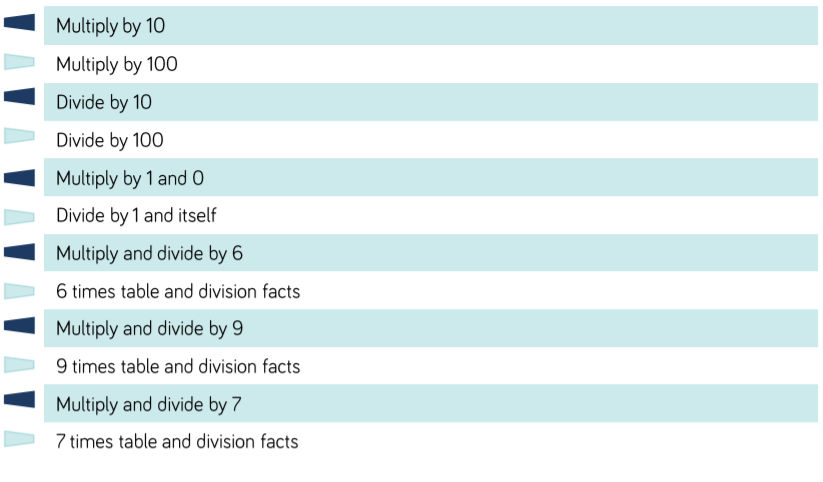 Multiply by 10
Multiply by 100
Divide by 10
Divide by 100
Multiply by 1 and 0
Divide by 1 and itself
Multiply and divide by 6
6 times table and division facts
Multiply and divide by 9
9 times table and division facts
Multiply and divide by 7
7 times table and division facts